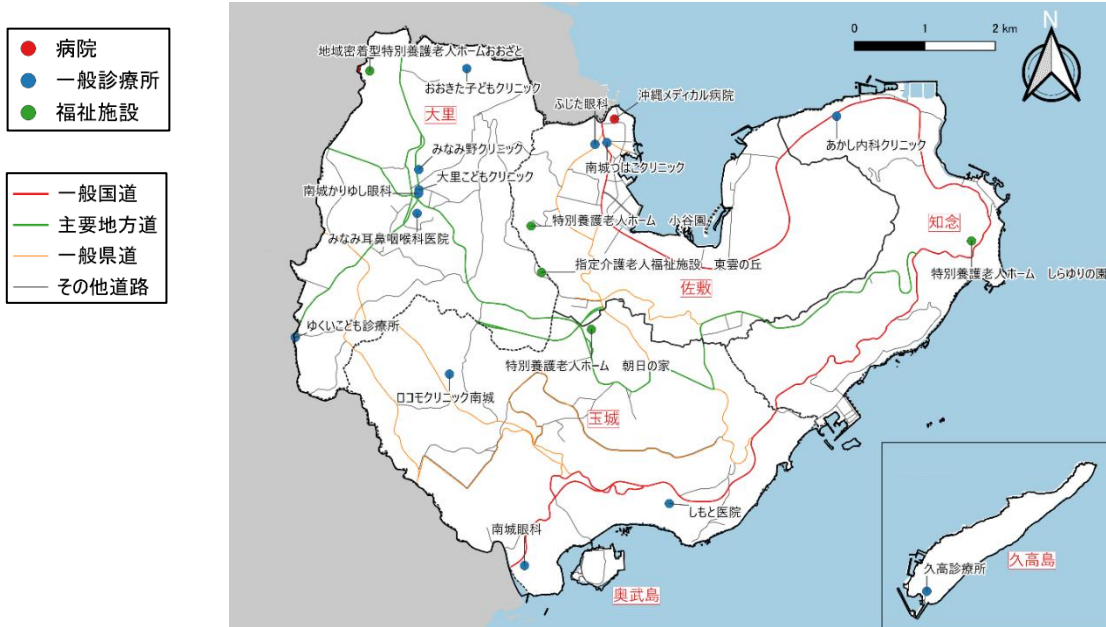 病院
一般診療所
福祉施設
一般国道
主要地方道
一般県道
その他道路
0 1 2 km
N
地域密着型特別養護老人ホームおおざと
おおきた子どもクリニック
大里
ふじた眼科
沖縄メディカル病院
あかし内科クリニック
みなみ野クリニック
南城つはこクリニック
大里こどもクリニック
南城かりゆし眼科
みなみ耳鼻咽喉科医院
特別養護老人ホーム 小谷園
知念
指定介護老人福祉施設 東雲の丘
特別養護老人ホーム しらゆりの園
佐敷
ゆくいこども診療所
特別養護老人ホーム 朝日の家
ロコモクリニック南城
玉城
しもと医院
南城眼科
奥武島
久高島
久高診療所